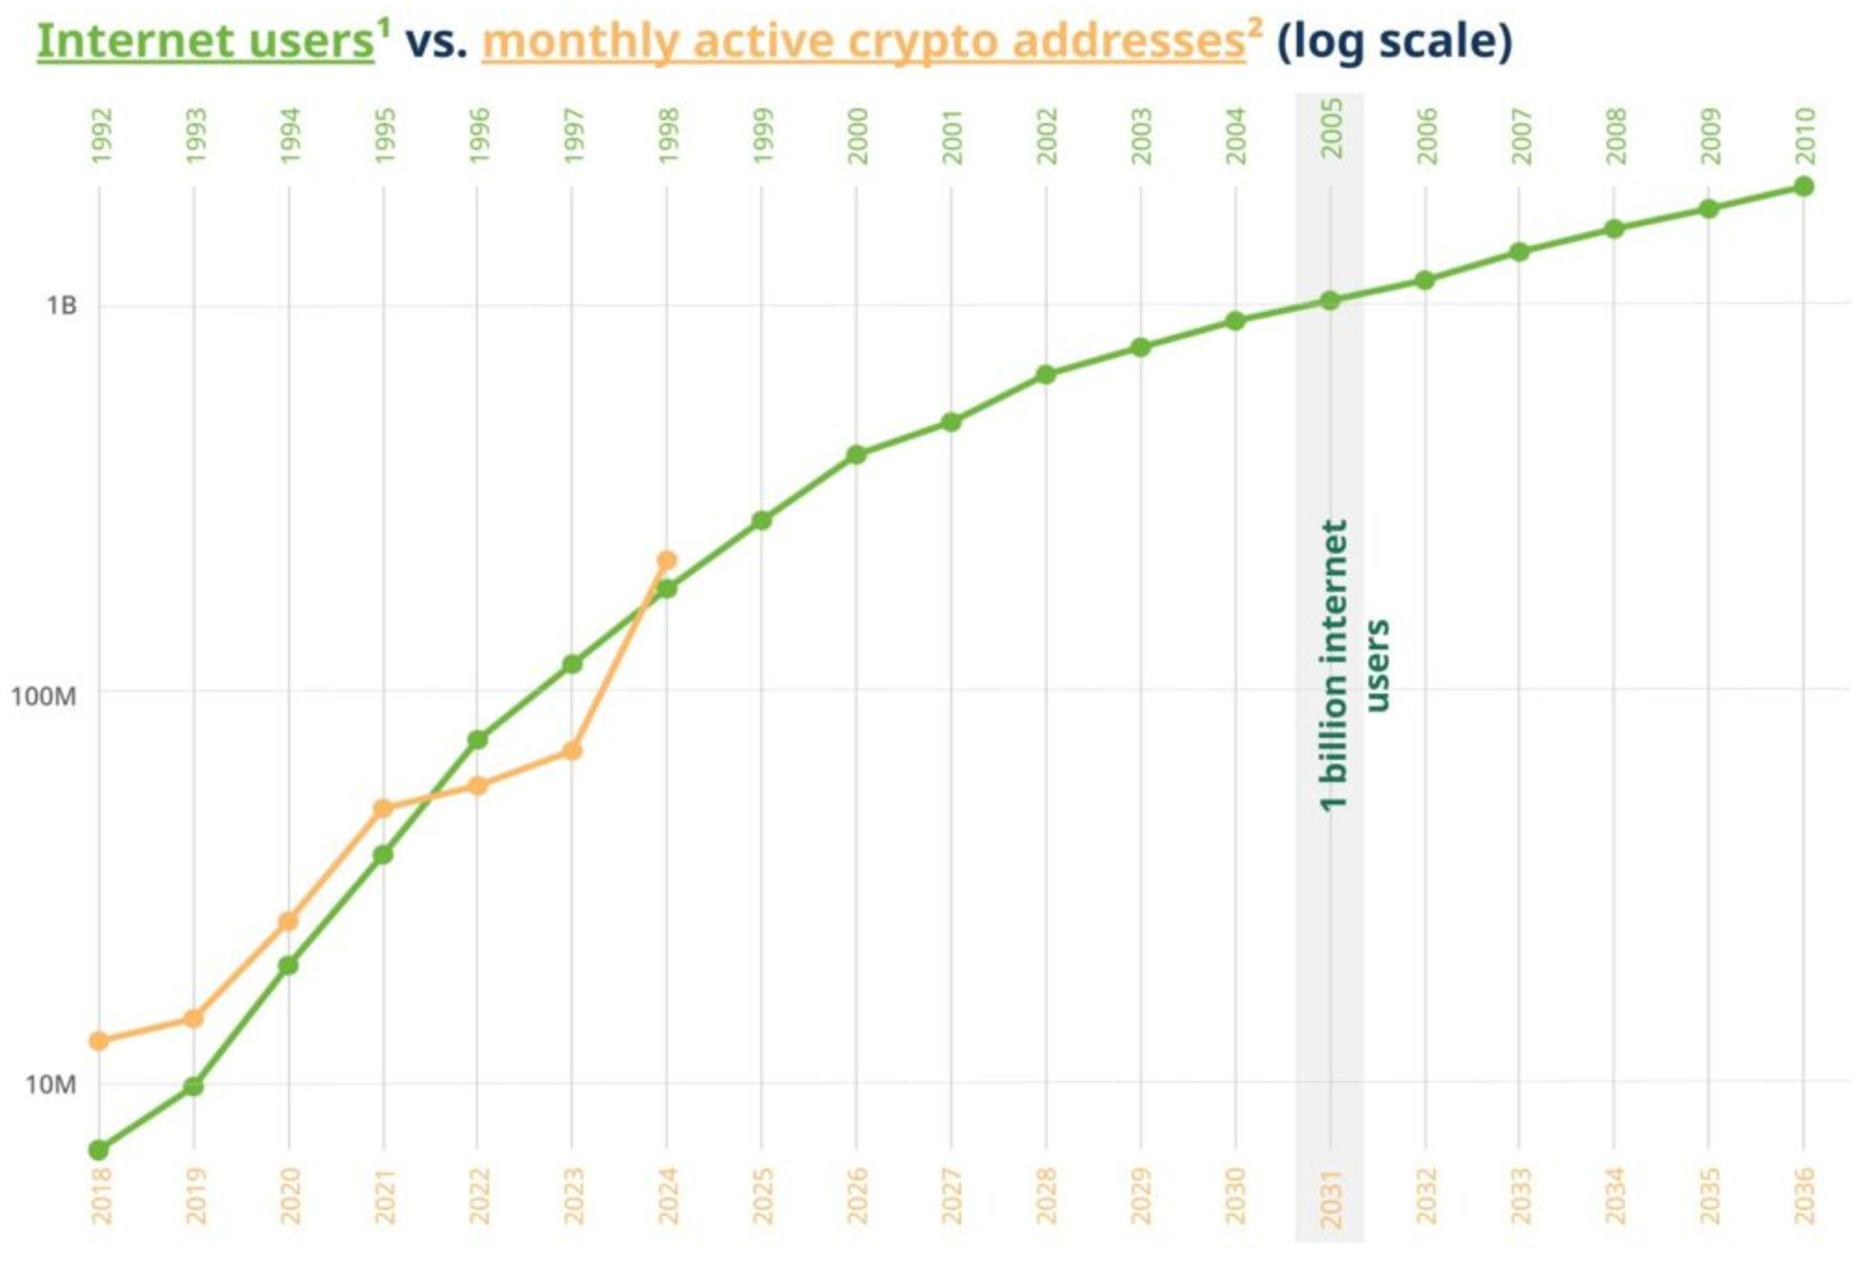 Internet users¹ vs. monthly active crypto addresses² (log scale)
1992 1993 1994 1995 1996 1997 1998 1999 2000 2001 2002 2003 2004 2005 2006 2007 2008 2009 2010
1B
100M
10M
1 billion internet
users
2018 2019 2020 2021 2022 2023 2024 2025 2026 2027 2028 2029 2030 2031 2032 2033 2034 2035 2036